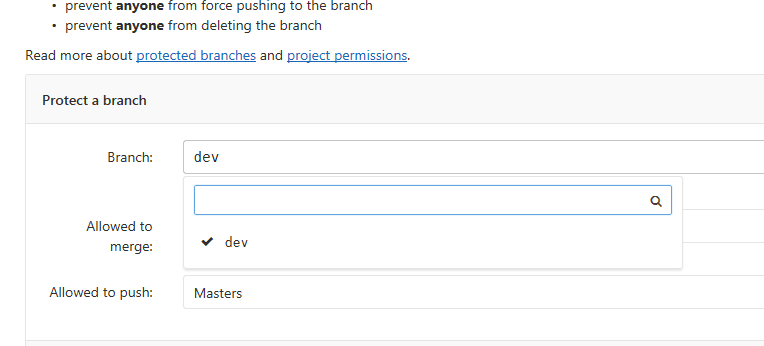 • prevent anyone from force pushing to the branch
• prevent anyone from deleting the branch
Read more about protected branches and project permissions.
Protect a branch
Branch:
dev
dev
Allowed to
merge:
Allowed to push:
Masters